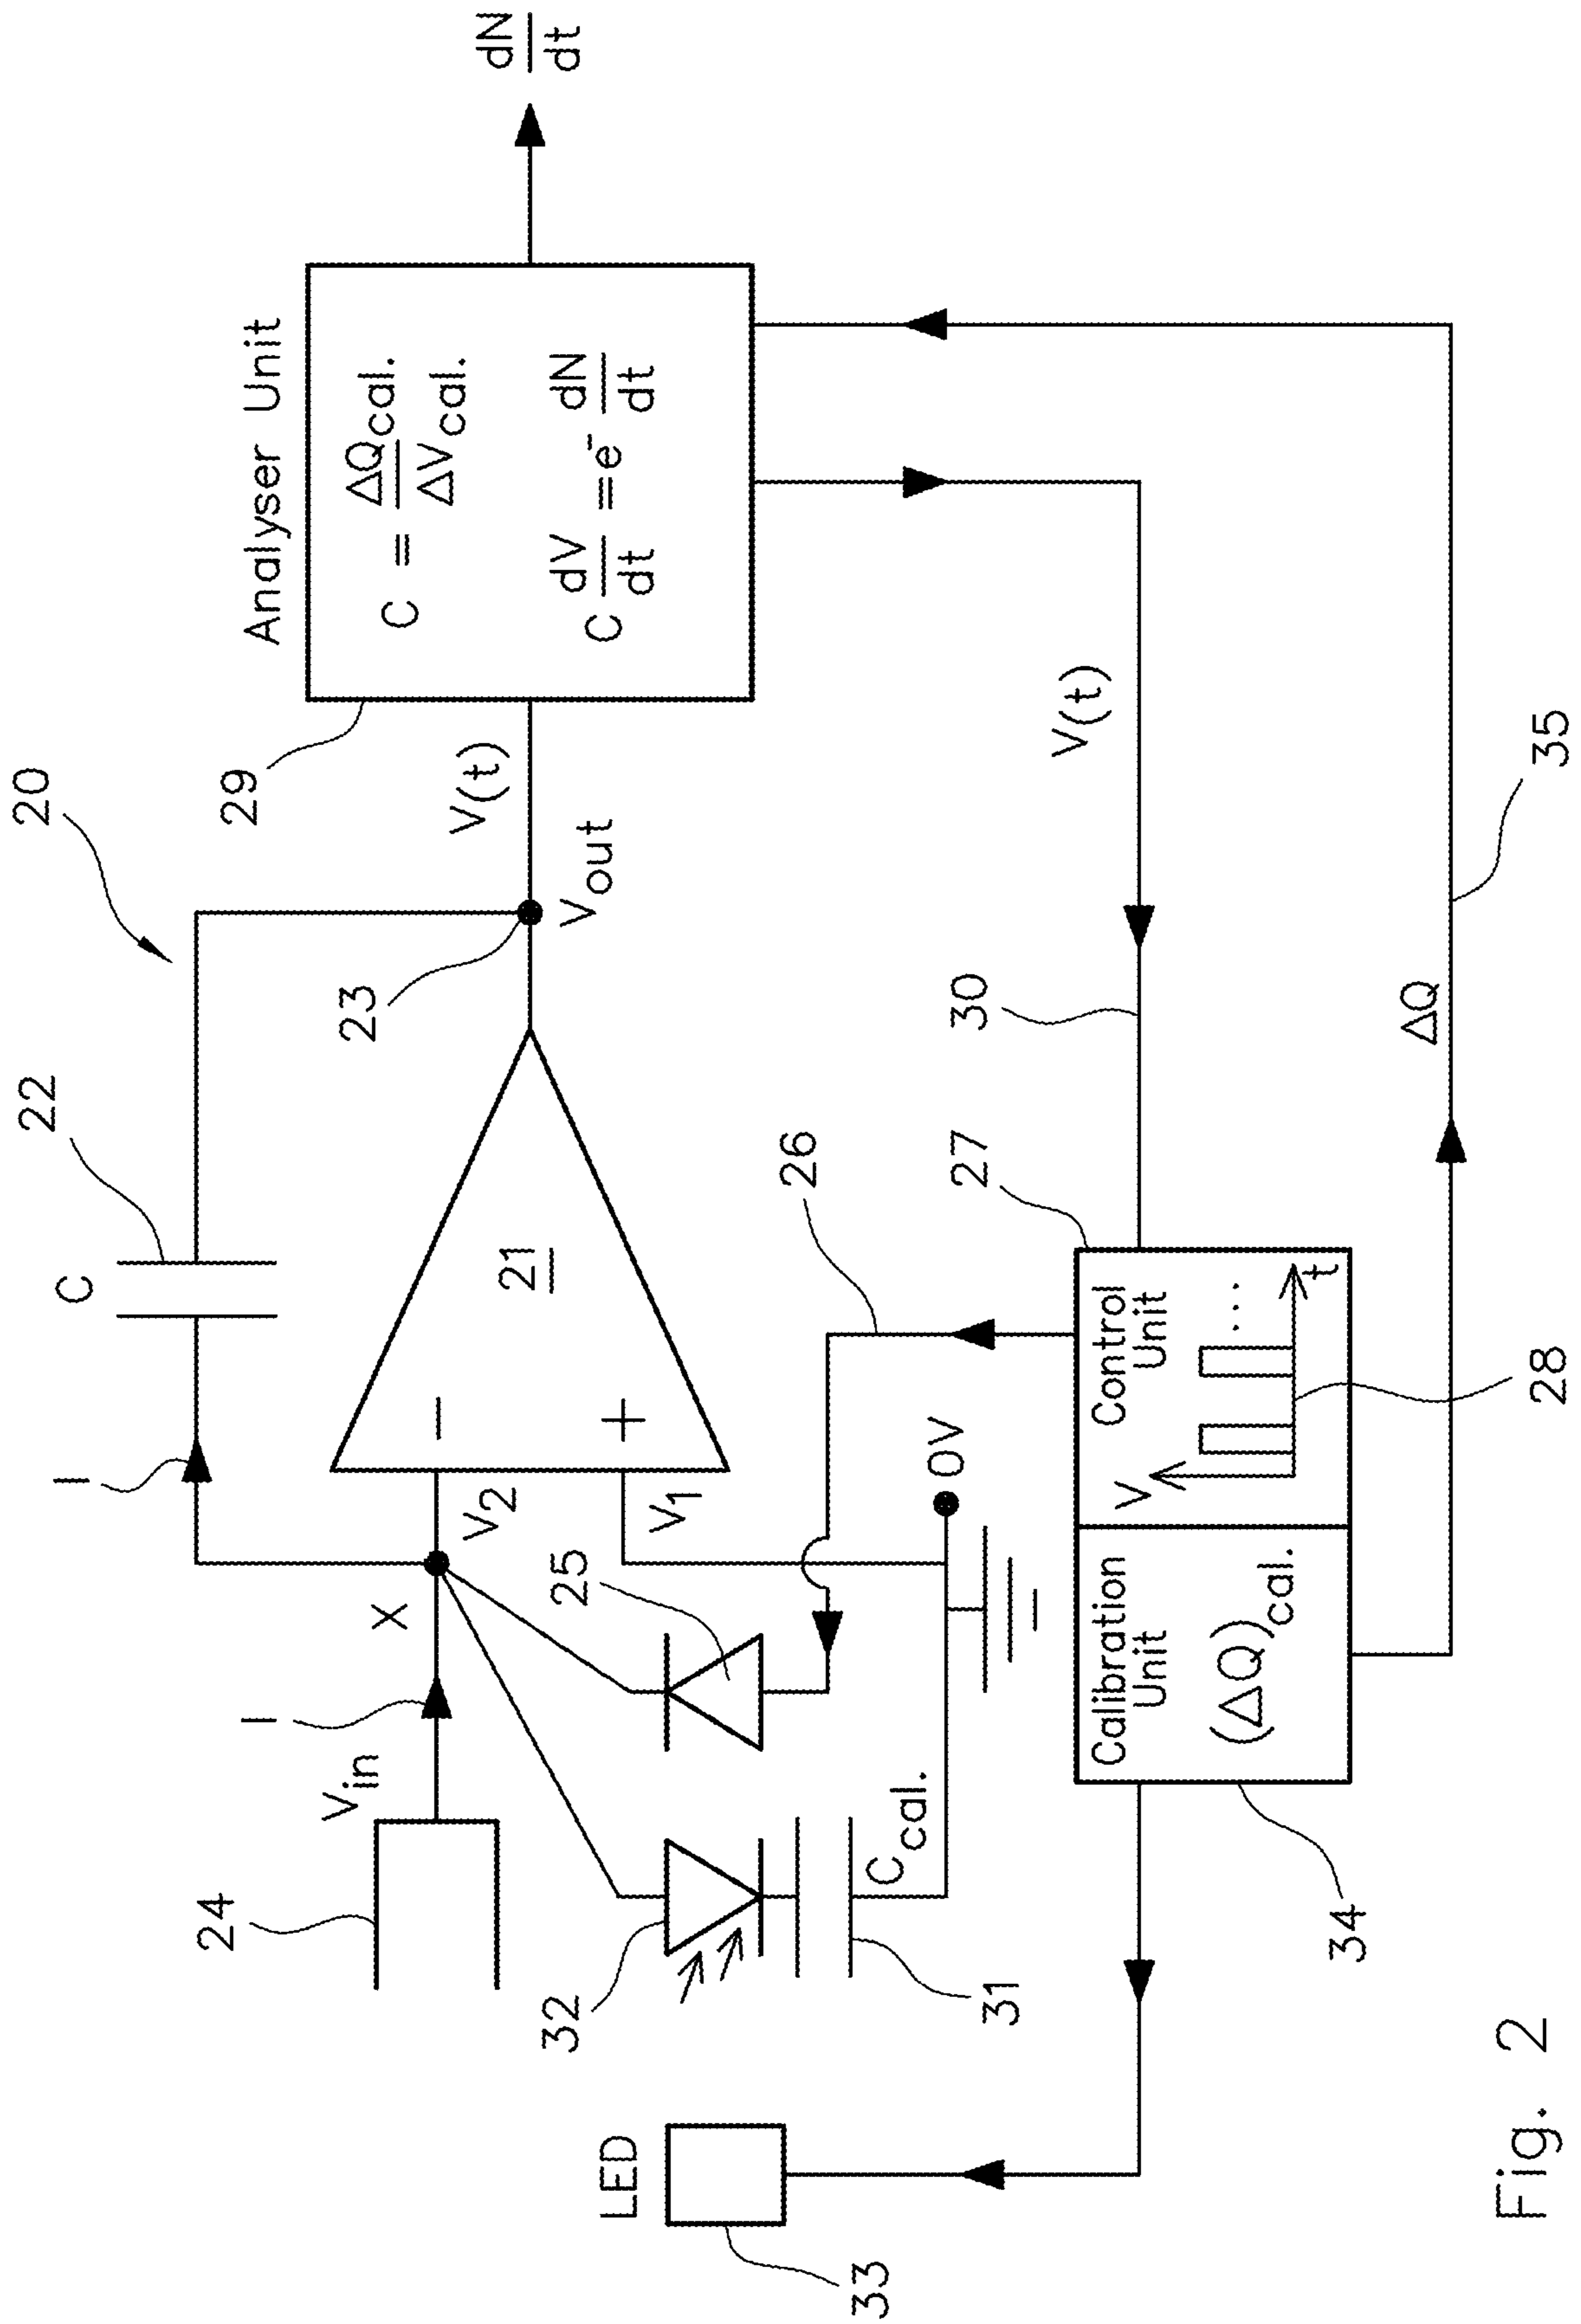 20
22
C
I
29
Analyser Unit
C = ΔQcal. / ΔVcal.
C dV/dt = e⁻ dN/dt
dN
dt
23
V(t)
Vout
21
−
+
V2
V1
X
I
Vin
24
25
26
32
31
Ccal.
0V
LED
33
27
30
V(t)
Calibration
Unit
(ΔQ)cal.
Control
Unit
V
t
...
28
34
ΔQ
35
Fig. 2